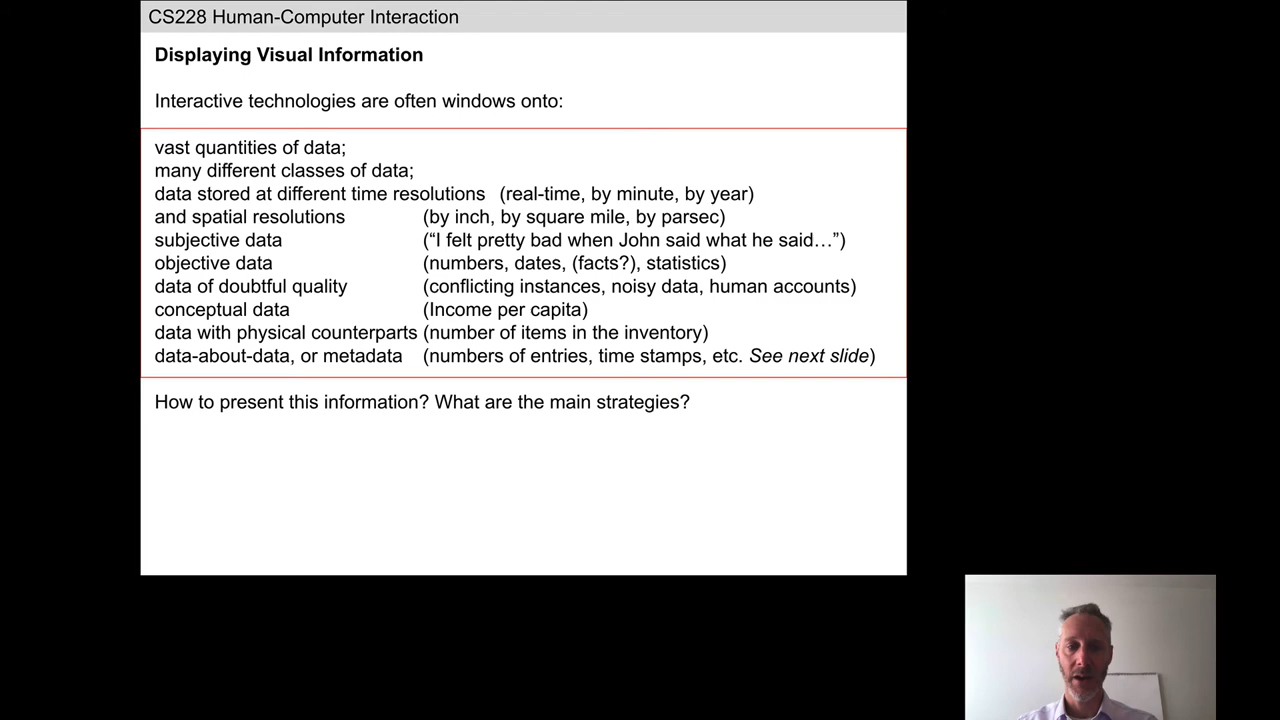 CS228 Human-Computer Interaction
Displaying Visual Information
Interactive technologies are often windows onto:
vast quantities of data;
many different classes of data;
data stored at different time resolutions (real-time, by minute, by year)
and spatial resolutions (by inch, by square mile, by parsec)
subjective data (“I felt pretty bad when John said what he said…”)
objective data (numbers, dates, (facts?), statistics)
data of doubtful quality (conflicting instances, noisy data, human accounts)
conceptual data (Income per capita)
data with physical counterparts (number of items in the inventory)
data-about-data, or metadata (numbers of entries, time stamps, etc. See next slide)
How to present this information? What are the main strategies?